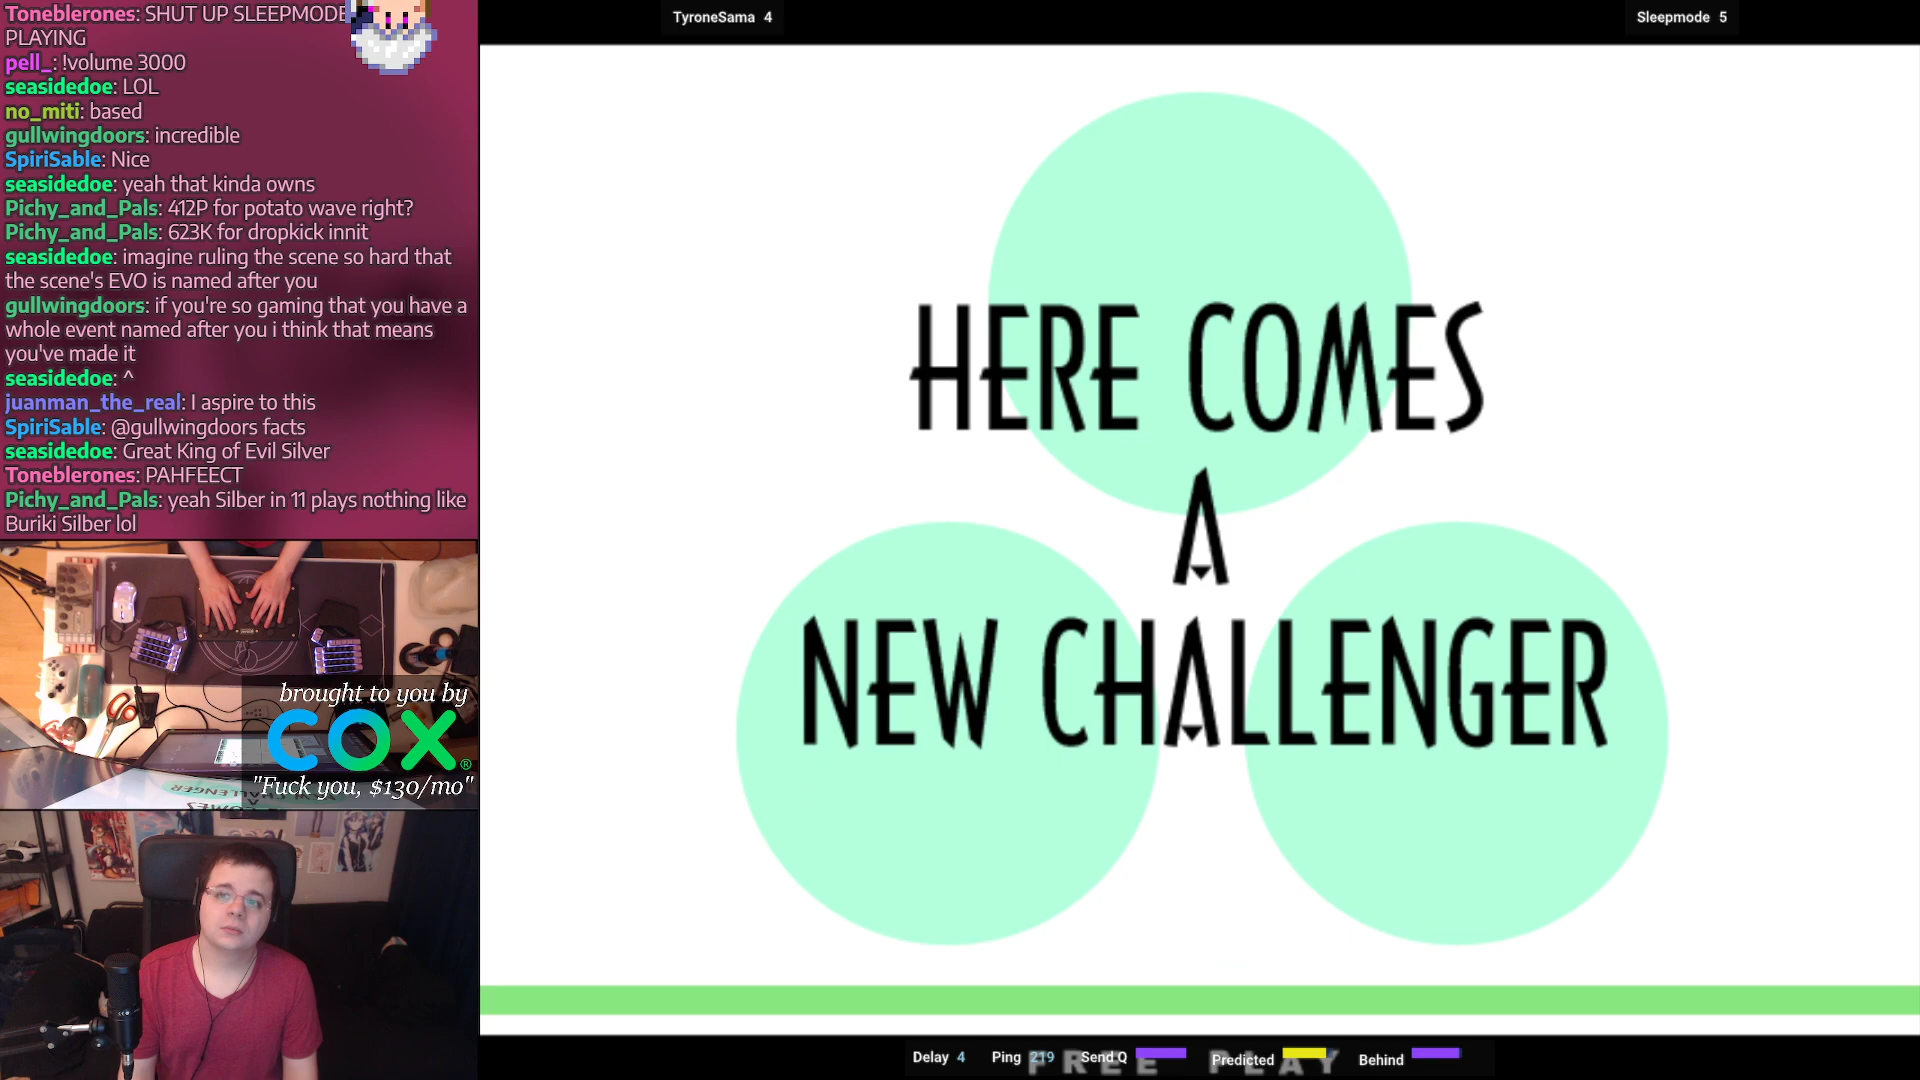 Toneblerones: SHUT UP SLEEPMODE
PLAYING
pell_: !volume 3000
seasidedoe: LOL
no_miti: based
gullwingdoors: incredible
SpiriSable: Nice
seasidedoe: yeah that kinda owns
Pichy_and_Pals: 412P for potato wave right?
Pichy_and_Pals: 623K for dropkick innit
seasidedoe: imagine ruling the scene so hard that
the scene's EVO is named after you
gullwingdoors: if you're so gaming that you have a
whole event named after you i think that means
you've made it
seasidedoe: ^
juanman_the_real: I aspire to this
SpiriSable: @gullwingdoors facts
seasidedoe: Great King of Evil Silver
Toneblerones: PAHFEECT
Pichy_and_Pals: yeah Silber in 11 plays nothing like
Buriki Silber lol
brought to you by
COX®
"Fuck you, $130/mo"
TyroneSama 4
Sleepmode 5
HERE COMES
A
NEW CHALLENGER
Delay 4 Ping 219 Send Q Predicted Behind
FREE PLAY